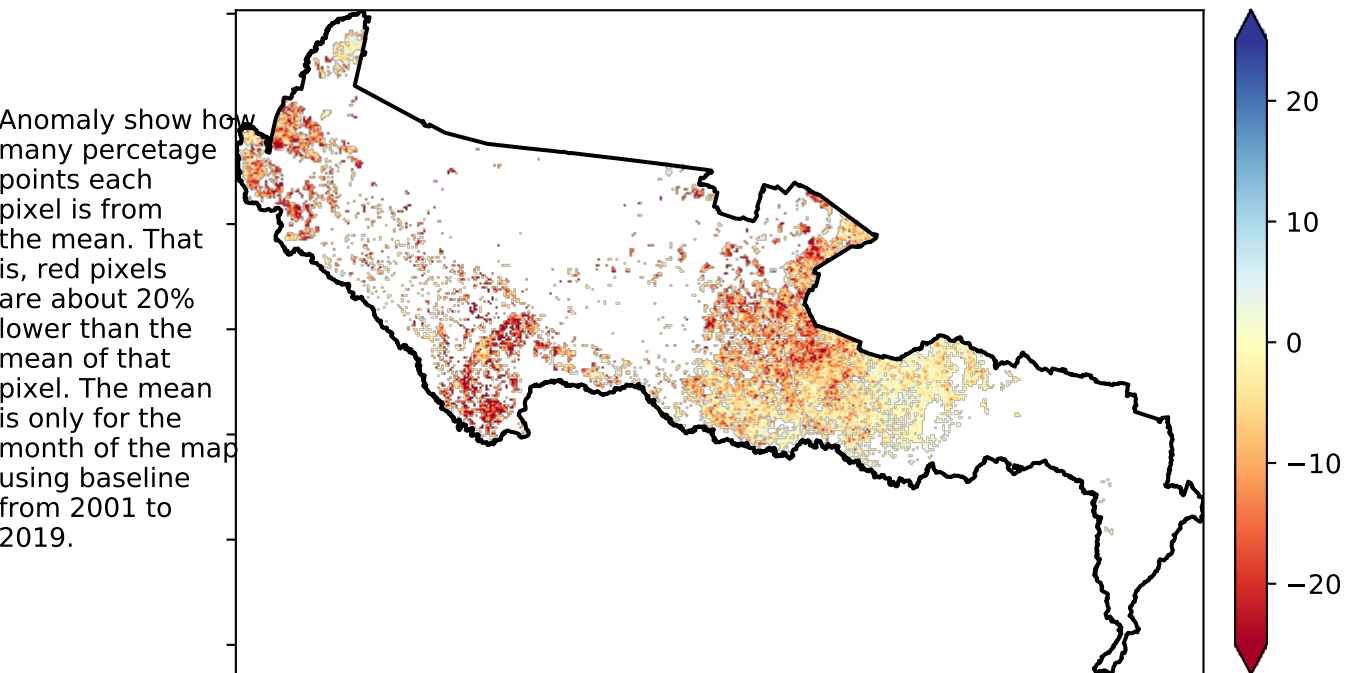 Anomaly show how
many percetage
points each
pixel is from
the mean. That
is, red pixels
are about 20%
lower than the
mean of that
pixel. The mean
is only for the
month of the map
using baseline
from 2001 to
2019.
20
10
0
−10
−20